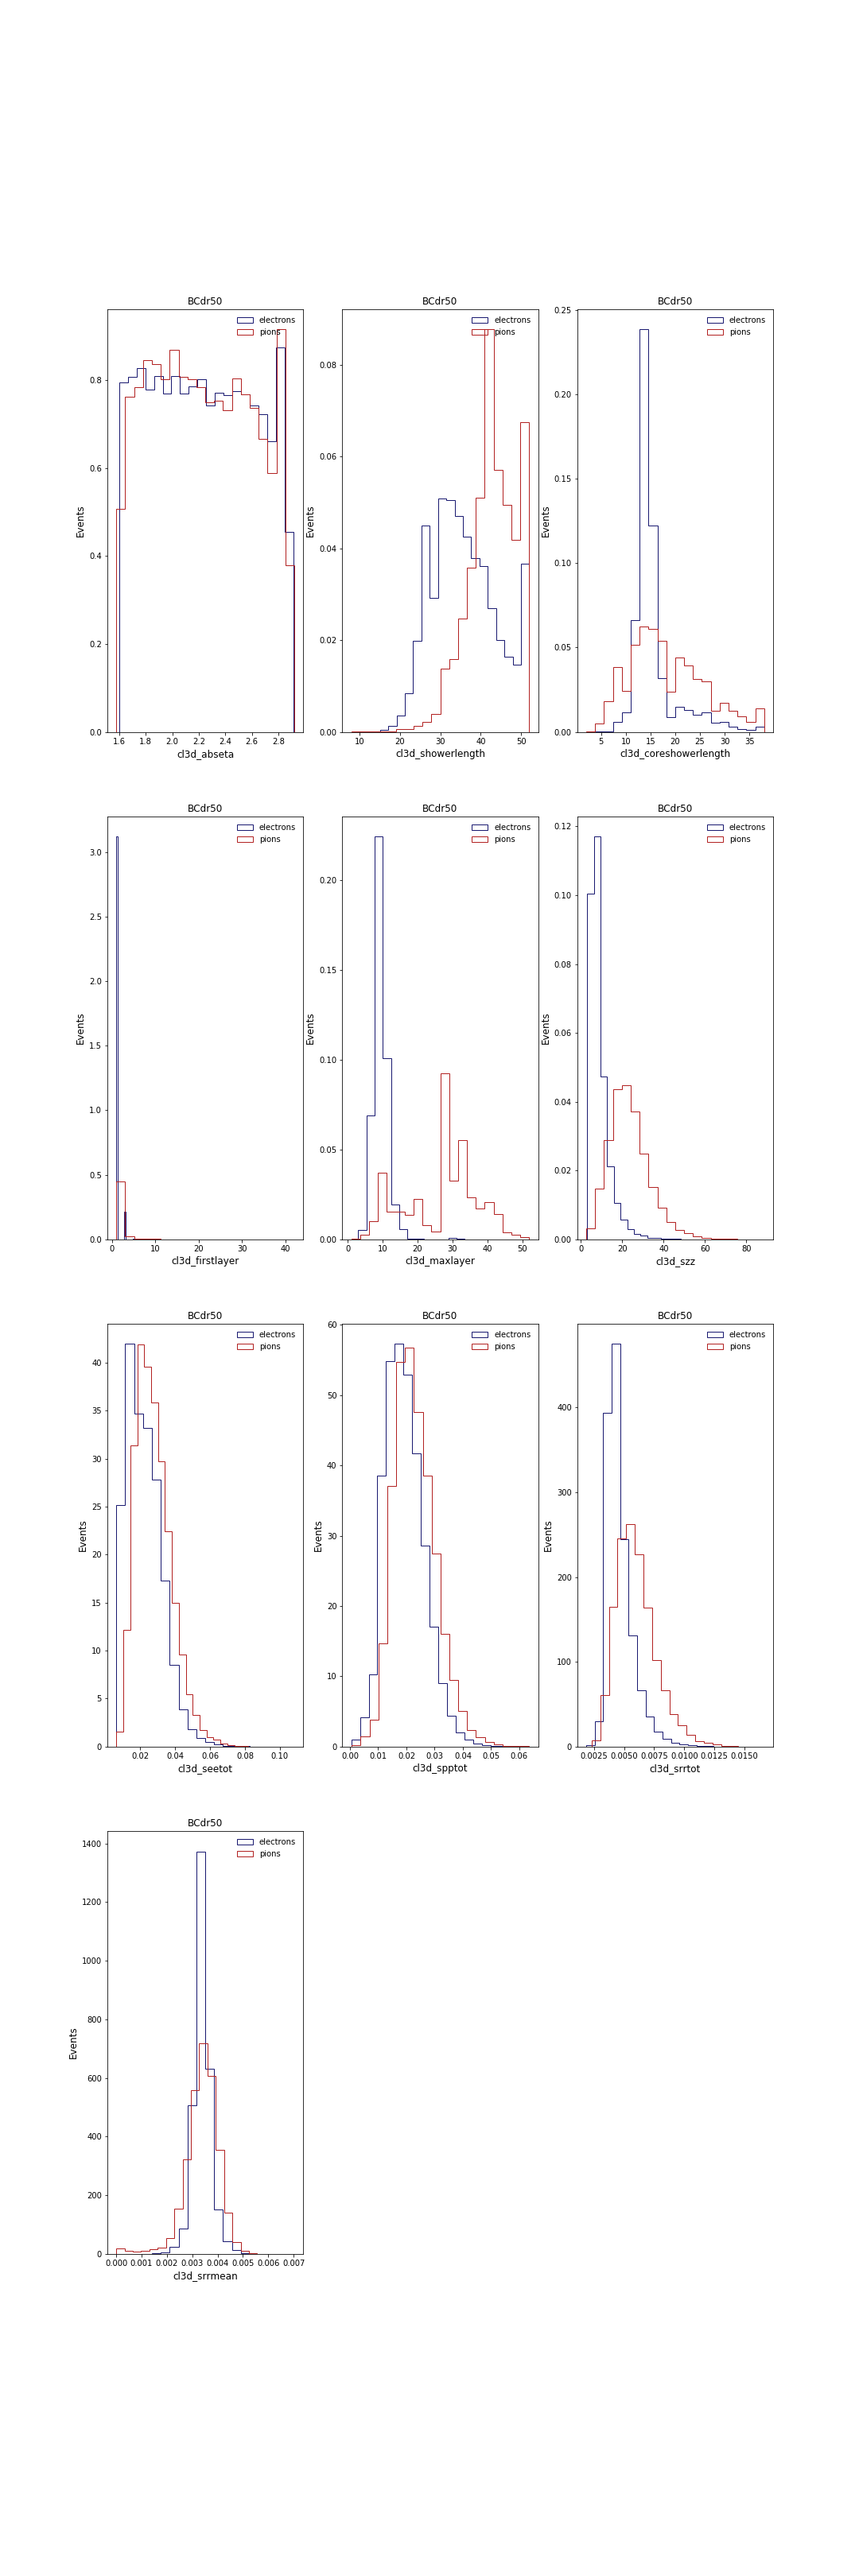 BCdr50 BCdr50 BCdr50
electrons electrons electrons
pions pions pions
0.8 0.6 0.4 0.2 0.0
0.08 0.06 0.04 0.02 0.00
0.25 0.20 0.15 0.10 0.05 0.00
Events Events Events
1.6 1.8 2.0 2.2 2.4 2.6 2.8
10 20 30 40 50
5 10 15 20 25 30 35
cl3d_abseta cl3d_showerlength cl3d_coreshowerlength
BCdr50 BCdr50 BCdr50
electrons electrons electrons
pions pions pions
3.0 2.5 2.0 1.5 1.0 0.5 0.0
0.20 0.15 0.10 0.05 0.00
0.12 0.10 0.08 0.06 0.04 0.02 0.00
Events Events Events
0 10 20 30 40
0 10 20 30 40 50
0 20 40 60 80
cl3d_firstlayer cl3d_maxlayer cl3d_szz
BCdr50 BCdr50 BCdr50
electrons electrons electrons
pions pions pions
40 35 30 25 20 15 10 5 0
60 50 40 30 20 10 0
400 300 200 100 0
Events Events Events
0.02 0.04 0.06 0.08 0.10
0.00 0.01 0.02 0.03 0.04 0.05 0.06
0.0025 0.0050 0.0075 0.0100 0.0125 0.0150
cl3d_seetot cl3d_spptot cl3d_srrtot
BCdr50
electrons
pions
1400 1200 1000 800 600 400 200 0
Events
0.000 0.001 0.002 0.003 0.004 0.005 0.006 0.007
cl3d_srrmean